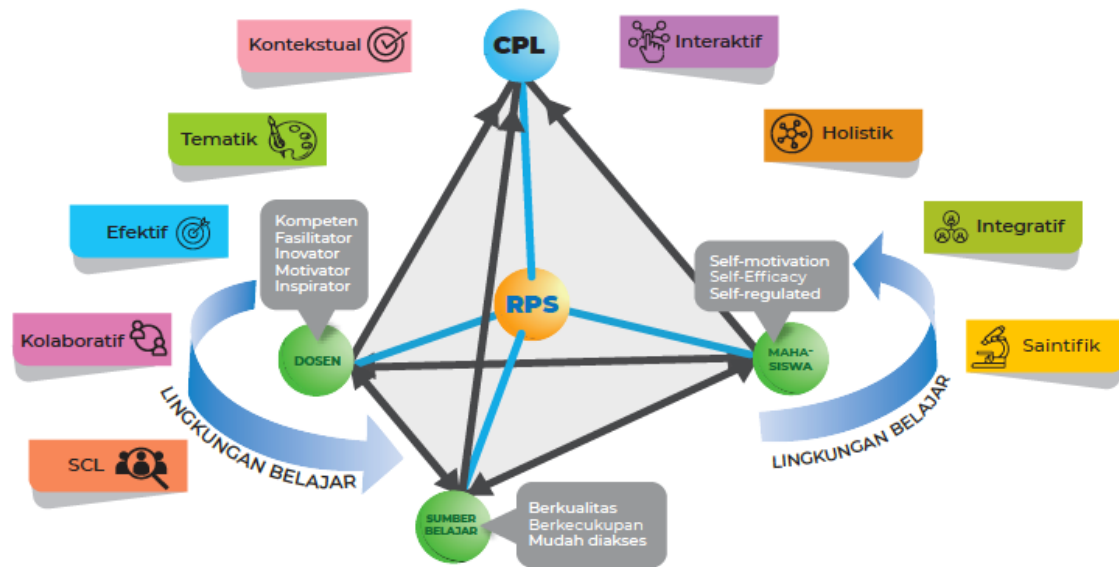 Kontekstual
CPL
Interaktif
Tematik
Holistik
Efektif
Kompeten
Fasilitator
Inovator
Motivator
Inspirator
Self-motivation
Self-Efficacy
Self-regulated
Integratif
RPS
Kolaboratif
DOSEN
MAHA-
SISWA
Saintifik
LINGKUNGAN BELAJAR
LINGKUNGAN BELAJAR
SCL
SUMBER
BELAJAR
Berkualitas
Berkecukupan
Mudah diakses